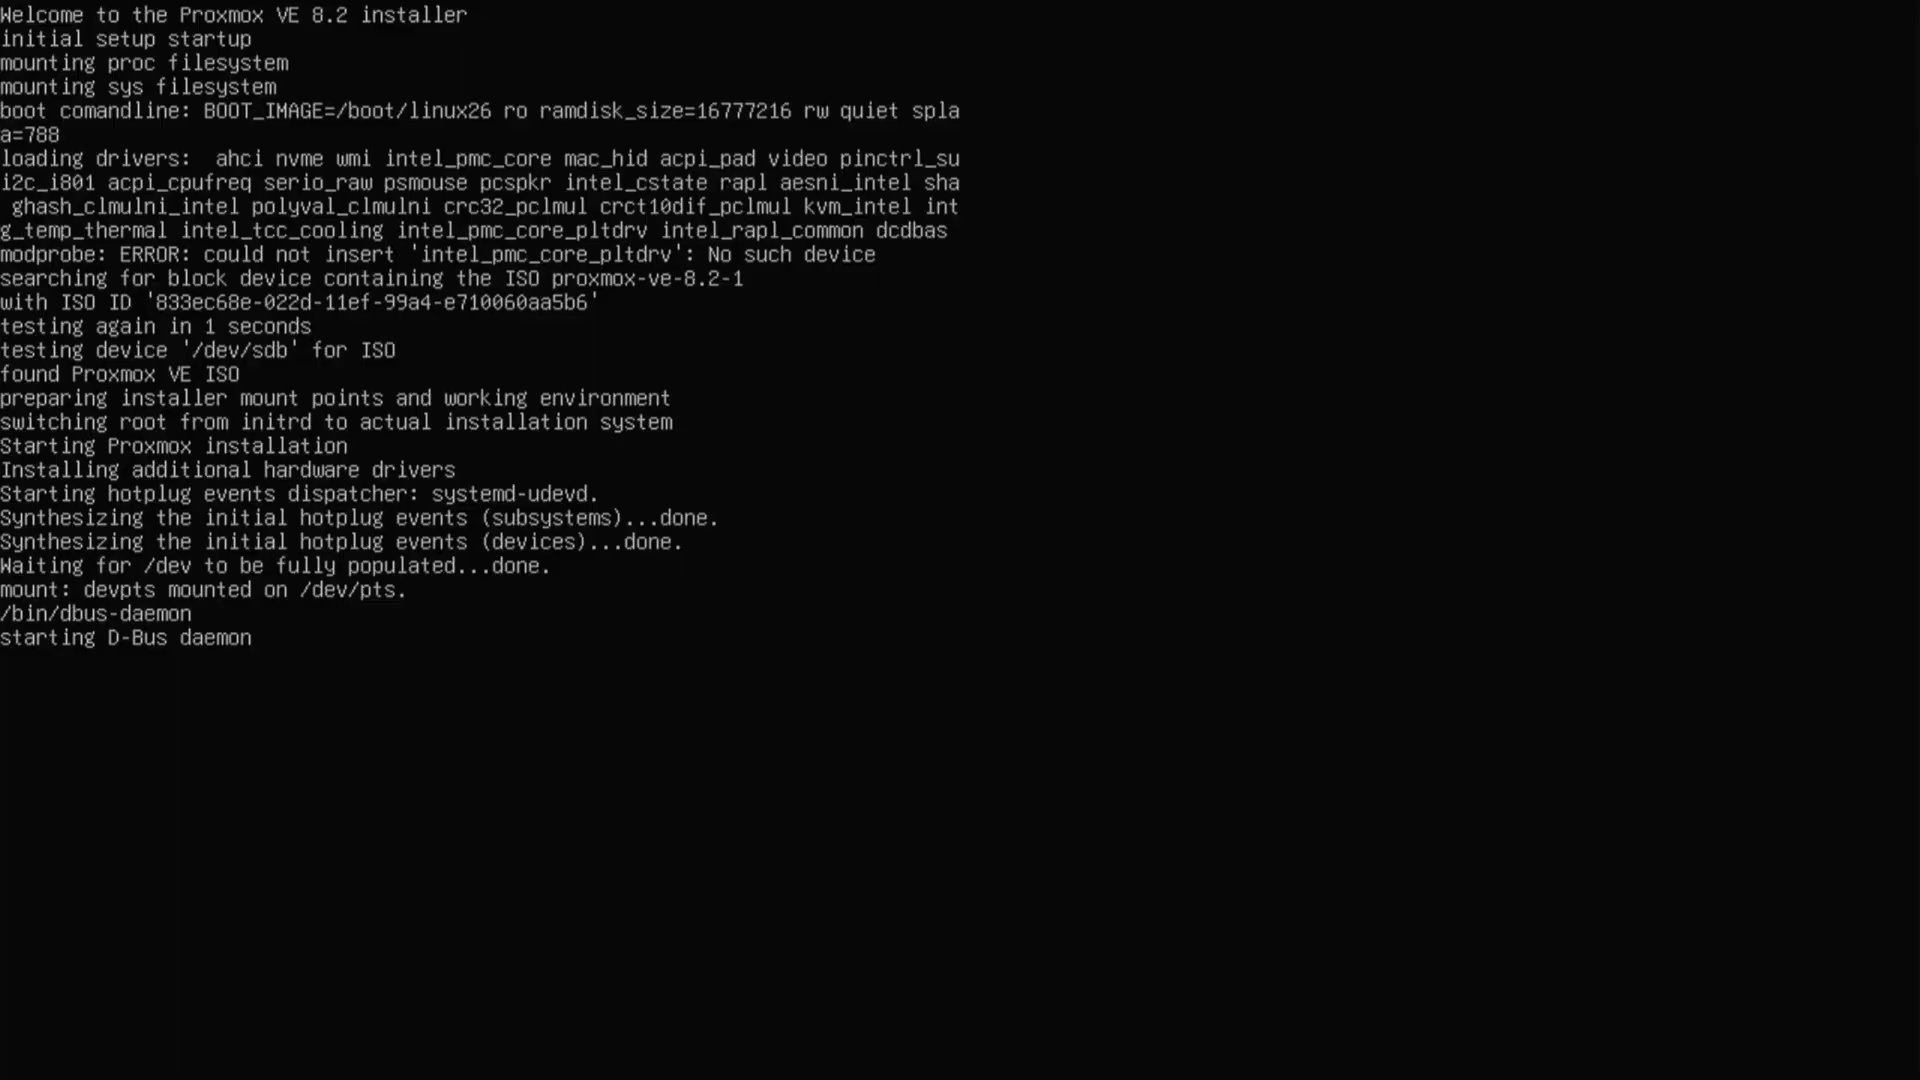 Welcome to the Proxmox VE 8.2 installer
initial setup startup
mounting proc filesystem
mounting sys filesystem
boot comandline: BOOT_IMAGE=/boot/linux26 ro ramdisk_size=16777216 rw quiet spla
a=788
loading drivers:  ahci nvme wmi intel_pmc_core mac_hid acpi_pad video pinctrl_su
i2c_i801 acpi_cpufreq serio_raw psmouse pcspkr intel_cstate rapl aesni_intel sha
 ghash_clmulni_intel polyval_clmulni crc32_pclmul crct10dif_pclmul kvm_intel int
g_temp_thermal intel_tcc_cooling intel_pmc_core_pltdrv intel_rapl_common dcdbas
modprobe: ERROR: could not insert 'intel_pmc_core_pltdrv': No such device
searching for block device containing the ISO proxmox-ve-8.2-1
with ISO ID '833ec68e-022d-11ef-99a4-e710060aa5b6'
testing again in 1 seconds
testing device '/dev/sdb' for ISO
found Proxmox VE ISO
preparing installer mount points and working environment
switching root from initrd to actual installation system
Starting Proxmox installation
Installing additional hardware drivers
Starting hotplug events dispatcher: systemd-udevd.
Synthesizing the initial hotplug events (subsystems)...done.
Synthesizing the initial hotplug events (devices)...done.
Waiting for /dev to be fully populated...done.
mount: devpts mounted on /dev/pts.
/bin/dbus-daemon
starting D-Bus daemon